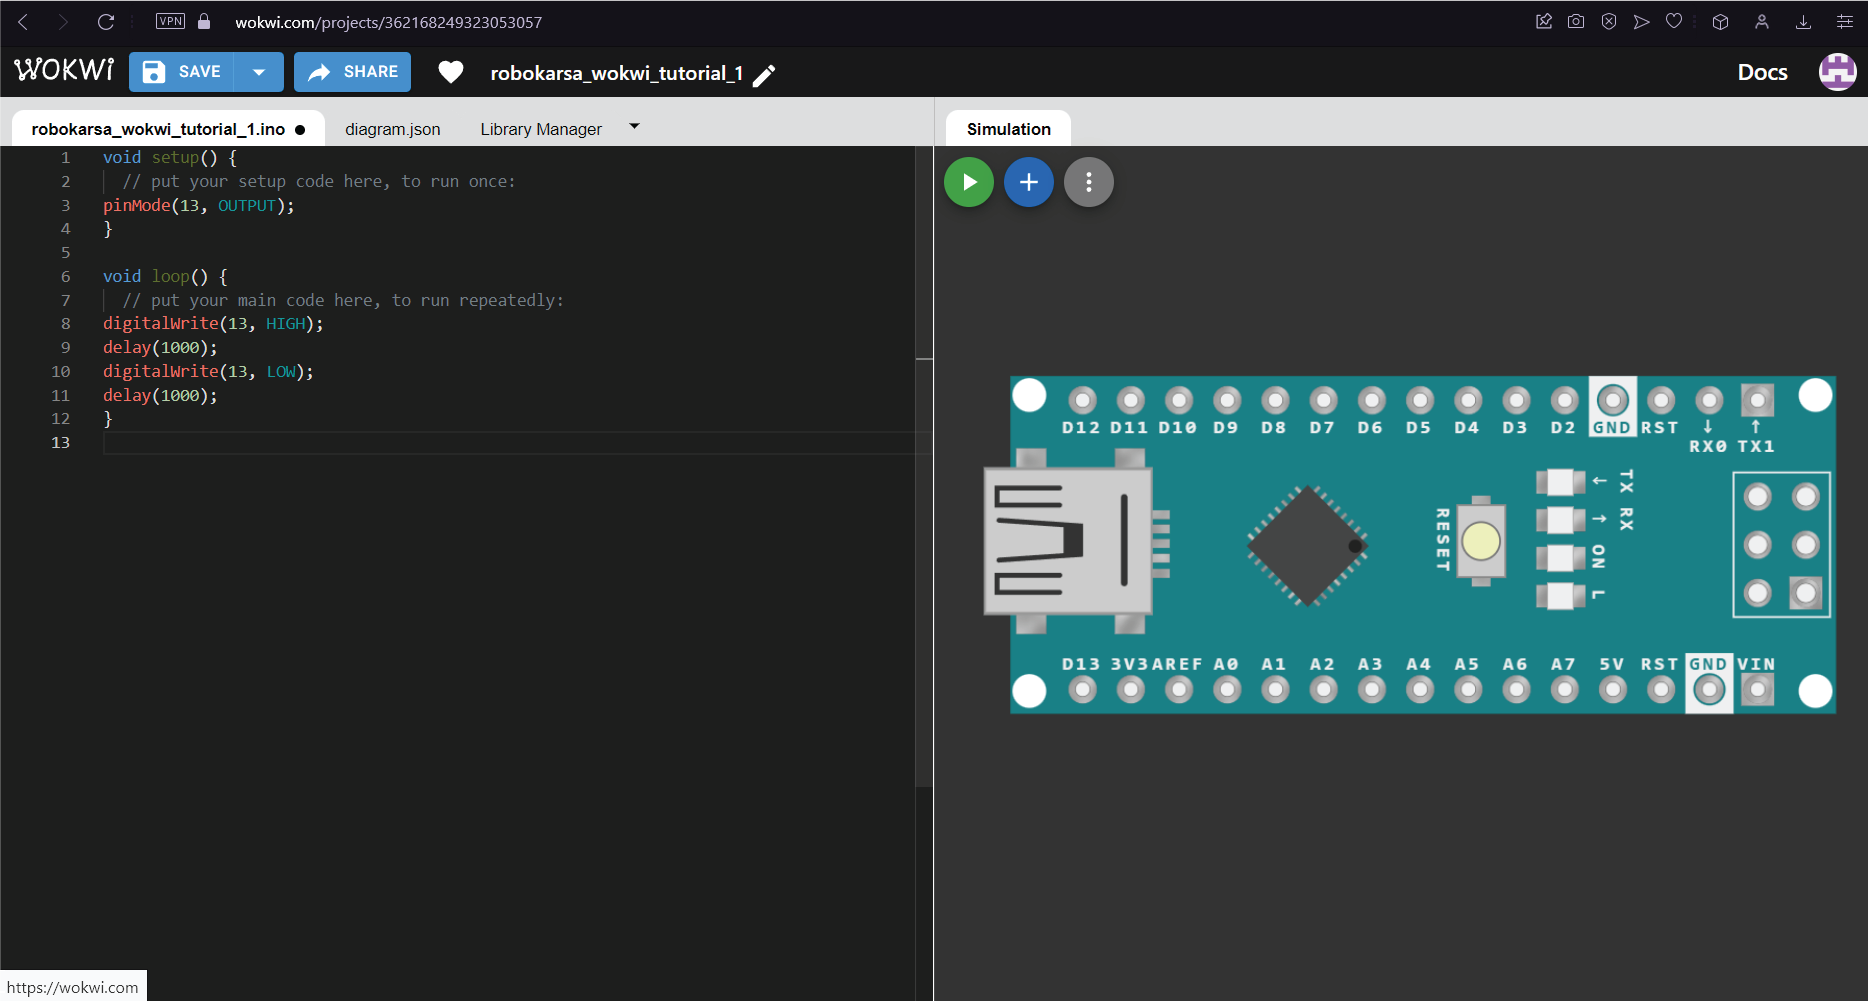 VPN wokwi.com/projects/362168249323053057
WOKWI SAVE SHARE robokarsa_wokwi_tutorial_1 Docs
robokarsa_wokwi_tutorial_1.ino diagram.json Library Manager
1 void setup() {
2 // put your setup code here, to run once:
3 pinMode(13, OUTPUT);
4 }
5
6 void loop() {
7 // put your main code here, to run repeatedly:
8 digitalWrite(13, HIGH);
9 delay(1000);
10 digitalWrite(13, LOW);
11 delay(1000);
12 }
13
https://wokwi.com
Simulation
D12 D11 D10 D9 D8 D7 D6 D5 D4 D3 D2 GND RST ↓ ↑
RX0 TX1
RESET
← TX
→ RX
ON
L
D13 3V3 AREF A0 A1 A2 A3 A4 A5 A6 A7 5V RST GND VIN